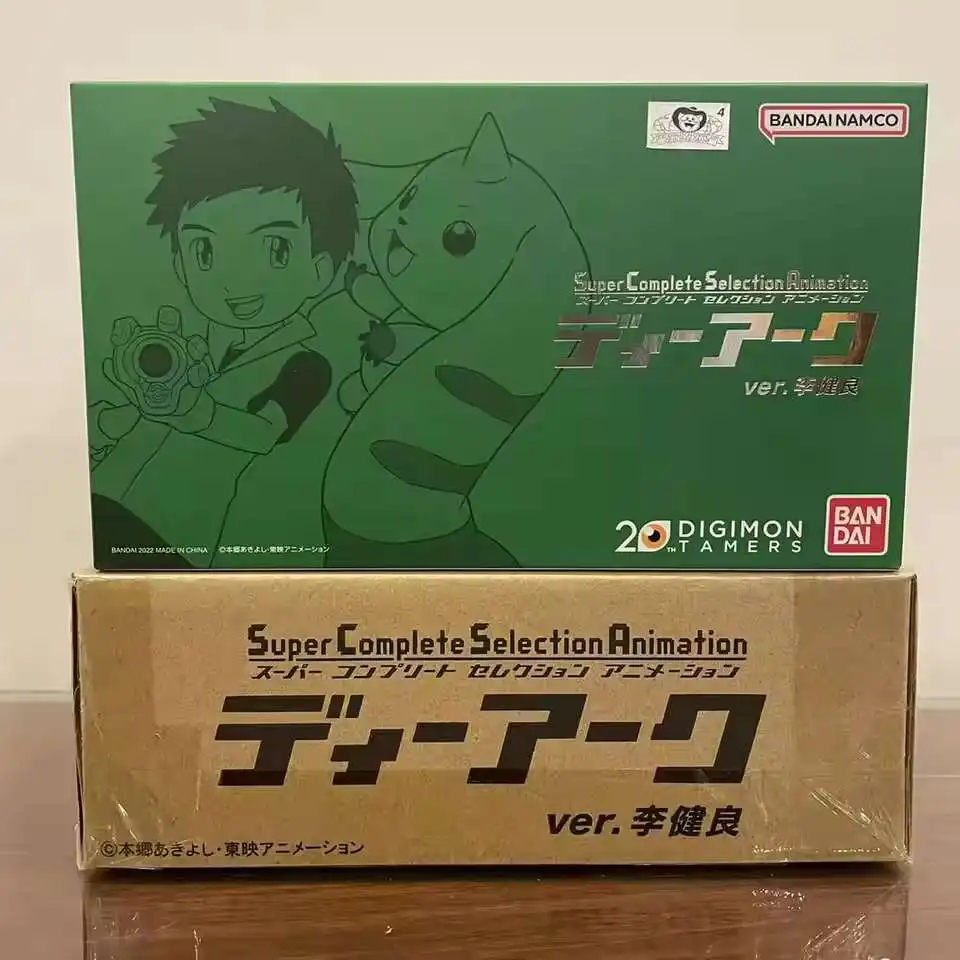 4
BANDAI NAMCO
Super Complete Selection Animation
スーパー コンプリート セレクション アニメーション
ディーアーク
ver. 李健良
20TH DIGIMON TAMERS
BAN
DAI
BANDAI 2022 MADE IN CHINA ©本郷あきよし・東映アニメーション
Super Complete Selection Animation
スーパー コンプリート セレクション アニメーション
ディーアーク
ver. 李健良
©本郷あきよし・東映アニメーション